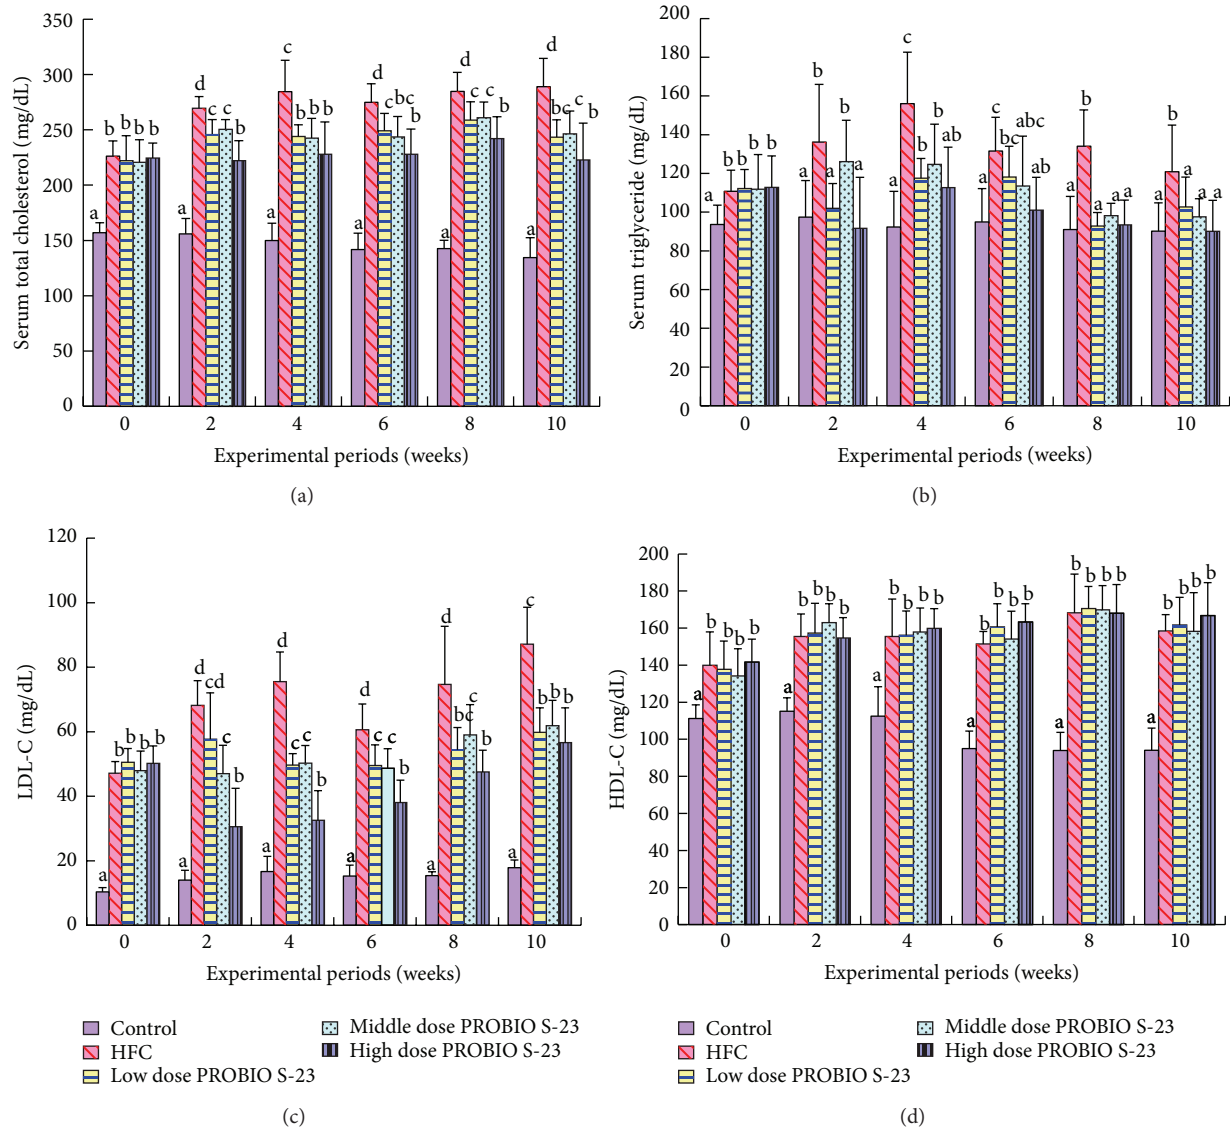 350
300
250
200
150
100
50
0
Serum total cholesterol (mg/dL)
a b b b b
a d c c b
a c b b b
a d c bc b
a d c c b
a d bc c b
0 2 4 6 8 10
Experimental periods (weeks)
(a)
200
180
160
140
120
100
80
60
40
20
0
Serum triglyceride (mg/dL)
a b b b b
a b a b a
a c b b ab
a c bc abc ab
a b a a a
a b a a a
0 2 4 6 8 10
Experimental periods (weeks)
(b)
120
100
80
60
40
20
0
LDL-C (mg/dL)
a b b b b
a d cd c b
a d c c b
a d c c b
a d bc c b
a c b b b
0 2 4 6 8 10
Experimental periods (weeks)
Control
HFC
Low dose PROBIO S-23
Middle dose PROBIO S-23
High dose PROBIO S-23
(c)
200
180
160
140
120
100
80
60
40
20
0
HDL-C (mg/dL)
a b b b b
a b b b b
a b b b b
a b b b b
a b b b b
a b b b b
0 2 4 6 8 10
Experimental periods (weeks)
Control
HFC
Low dose PROBIO S-23
Middle dose PROBIO S-23
High dose PROBIO S-23
(d)